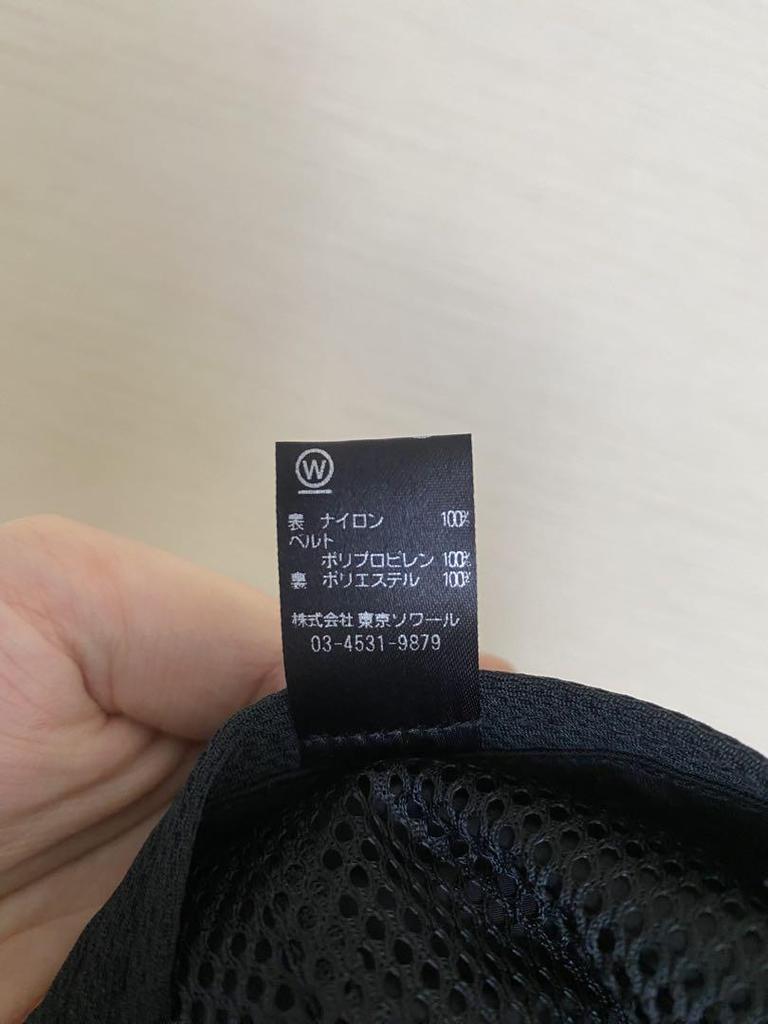 W
表 ナイロン 100%
ベルト
ポリプロピレン 100%
裏 ポリエステル 100%
株式会社 東京ソワール
03-4531-9879